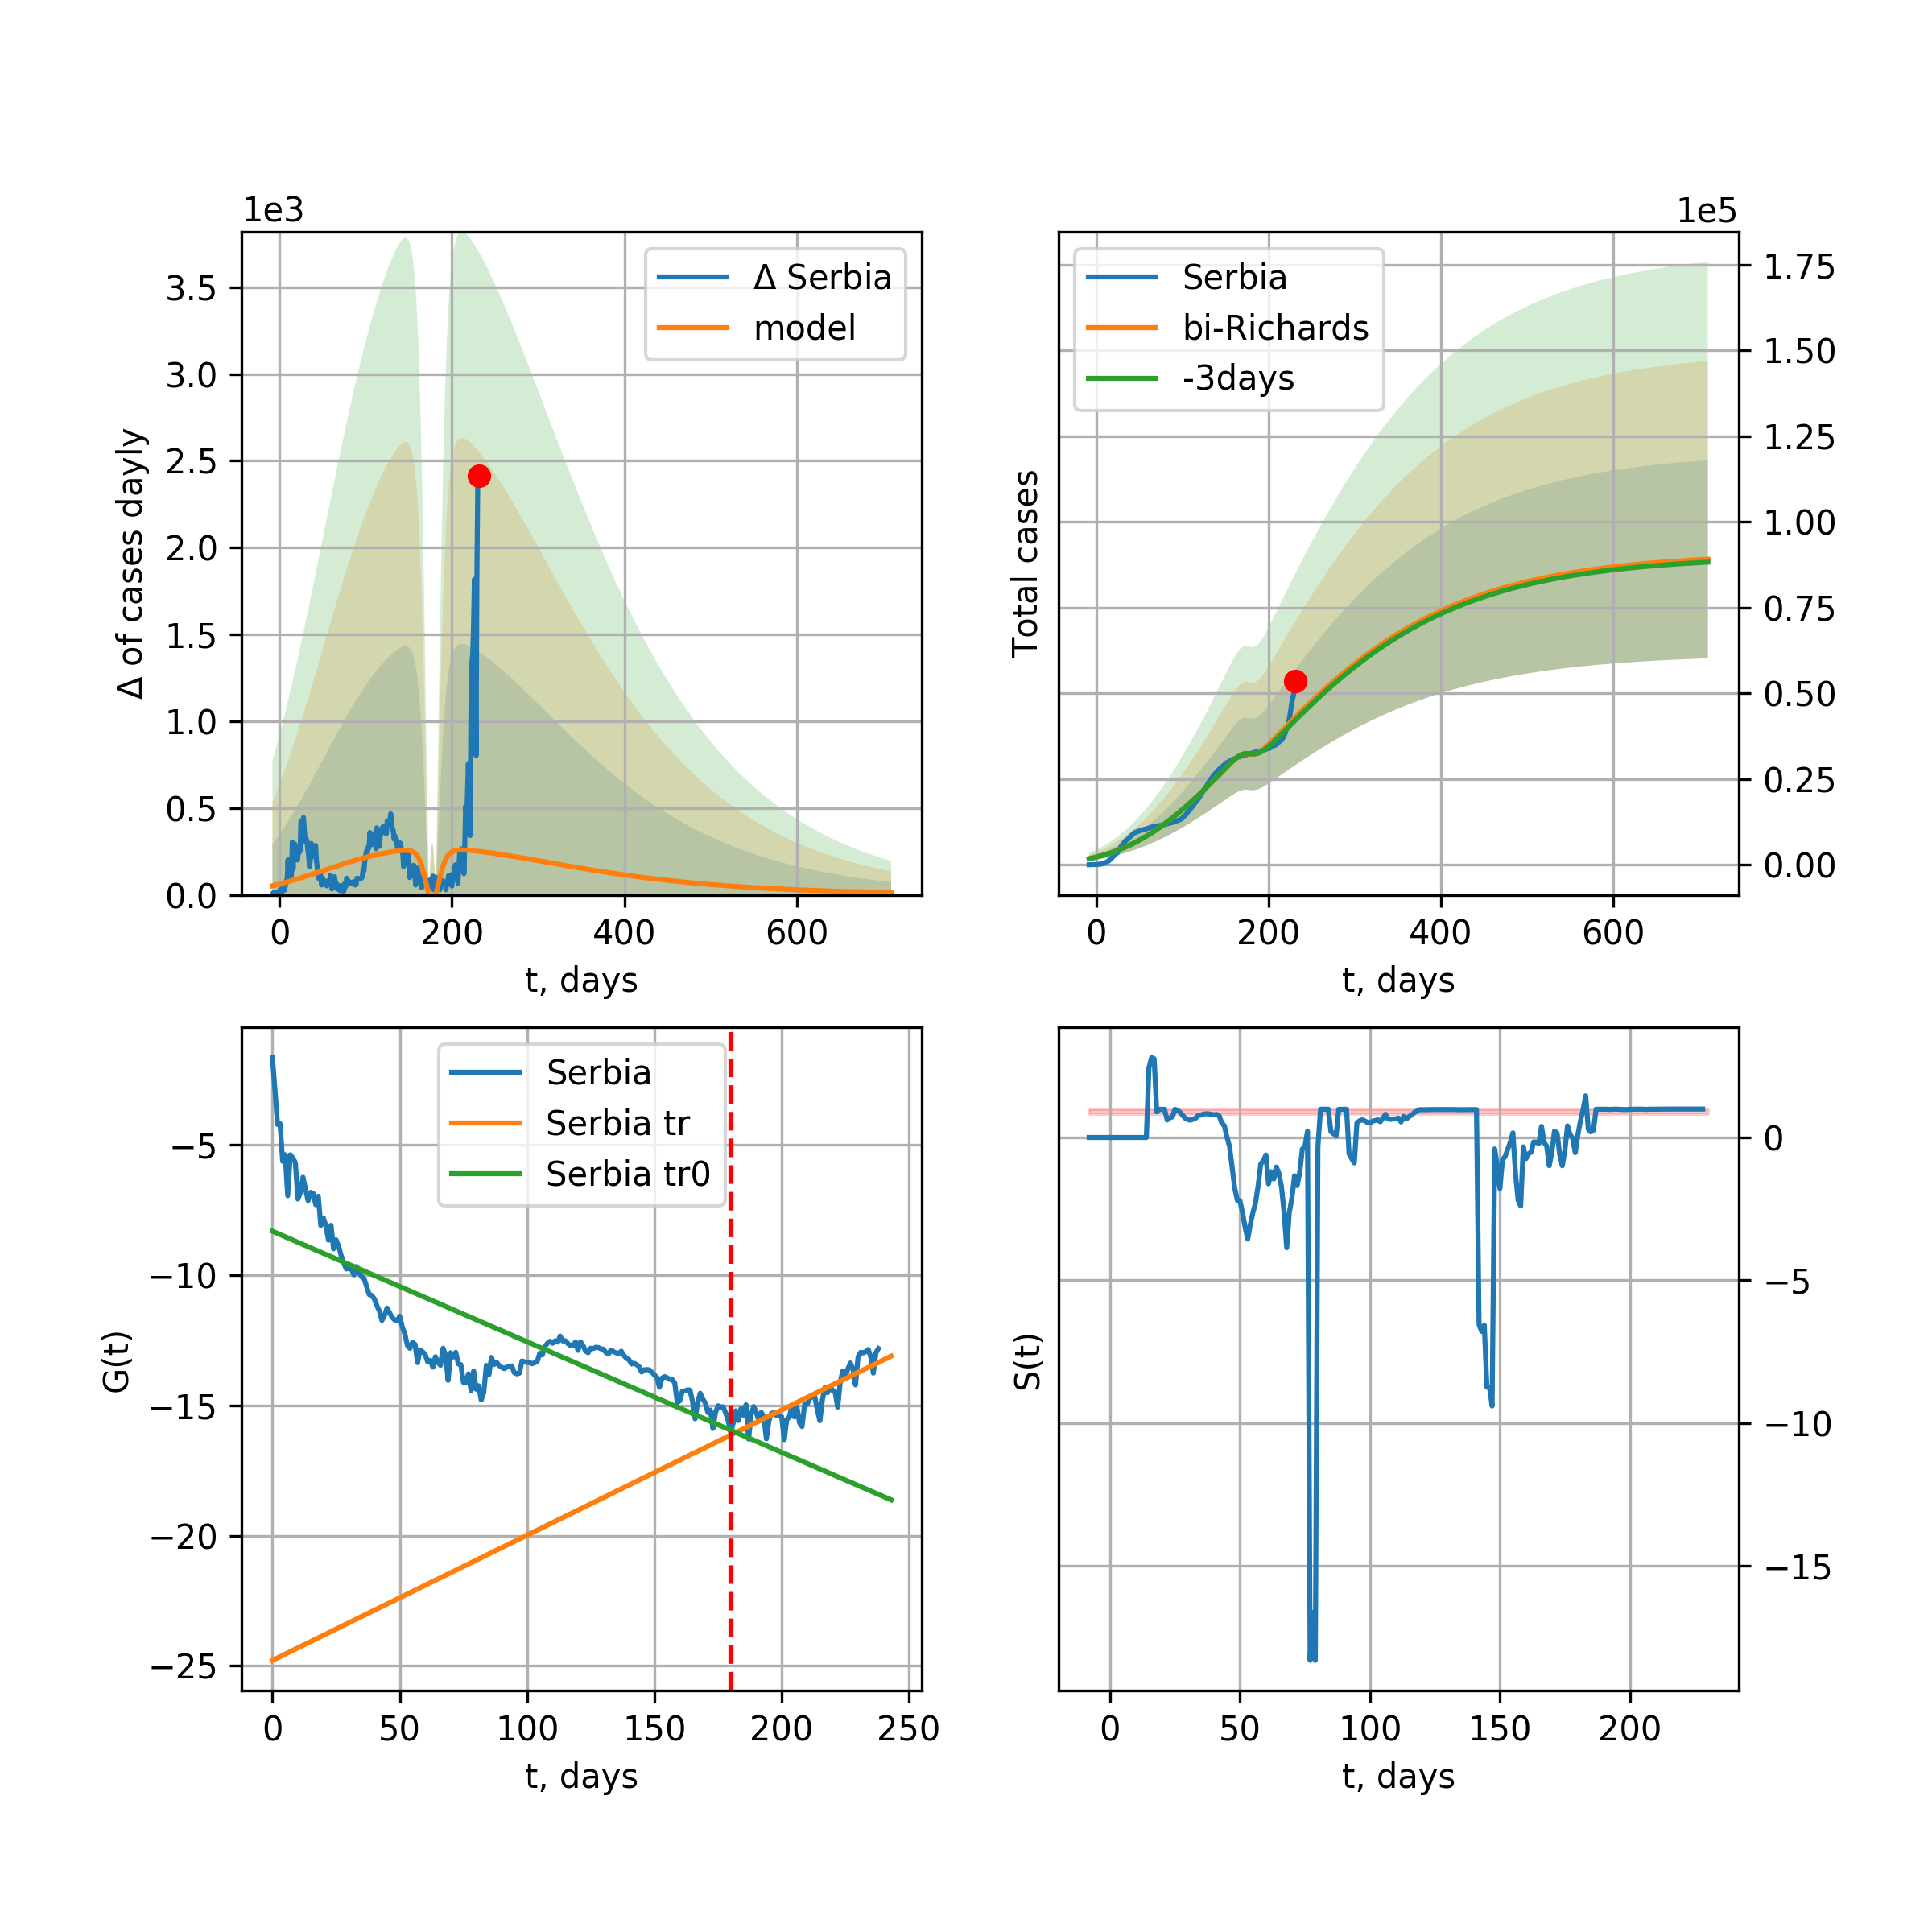 1e3
3.5
3.0
2.5
2.0
1.5
1.0
0.5
0.0
Δ of cases dayly
Δ Serbia
model
0 200 400 600
t, days
1e5
1.75
1.50
1.25
1.00
0.75
0.50
0.25
0.00
Total cases
Serbia
bi-Richards
-3days
0 200 400 600
t, days
−5
−10
−15
−20
−25
G(t)
Serbia
Serbia tr
Serbia tr0
0 50 100 150 200 250
t, days
0
−5
−10
−15
S(t)
0 50 100 150 200
t, days